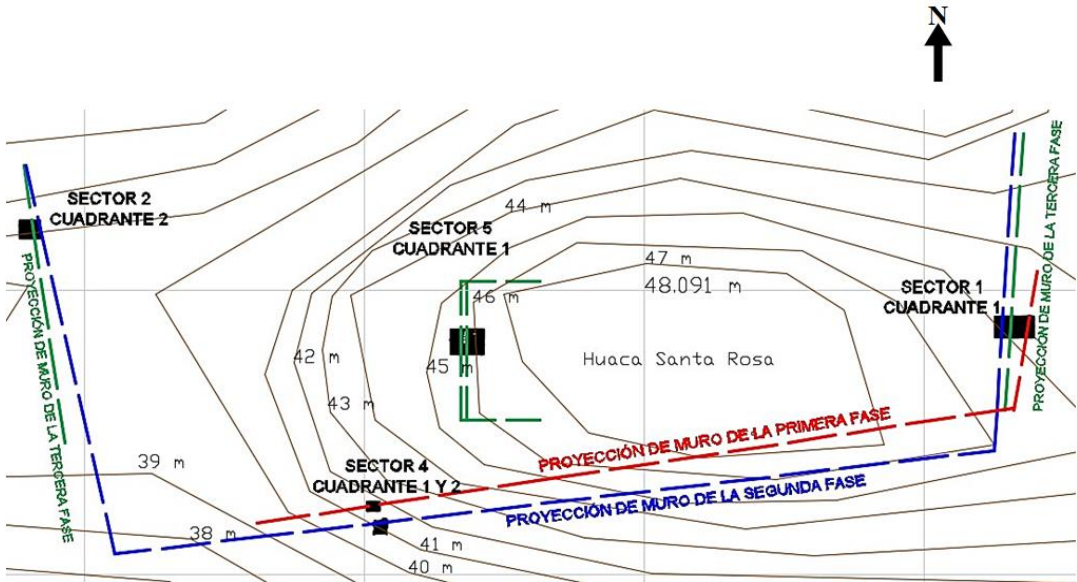 N
SECTOR 2
CUADRANTE 2
44 m
SECTOR 5
CUADRANTE 1
47 m
48.091 m
46 m
SECTOR 1
CUADRANTE 1
PROYECCIÓN DE MURO DE LA TERCERA FASE
PROYECCIÓN DE MURO DE LA TERCERA FASE
42 m
45 m
Huaca Santa Rosa
43 m
PROYECCIÓN DE MURO DE LA PRIMERA FASE
39 m
SECTOR 4
CUADRANTE 1 Y 2
PROYECCIÓN DE MURO DE LA SEGUNDA FASE
38 m
41 m
40 m